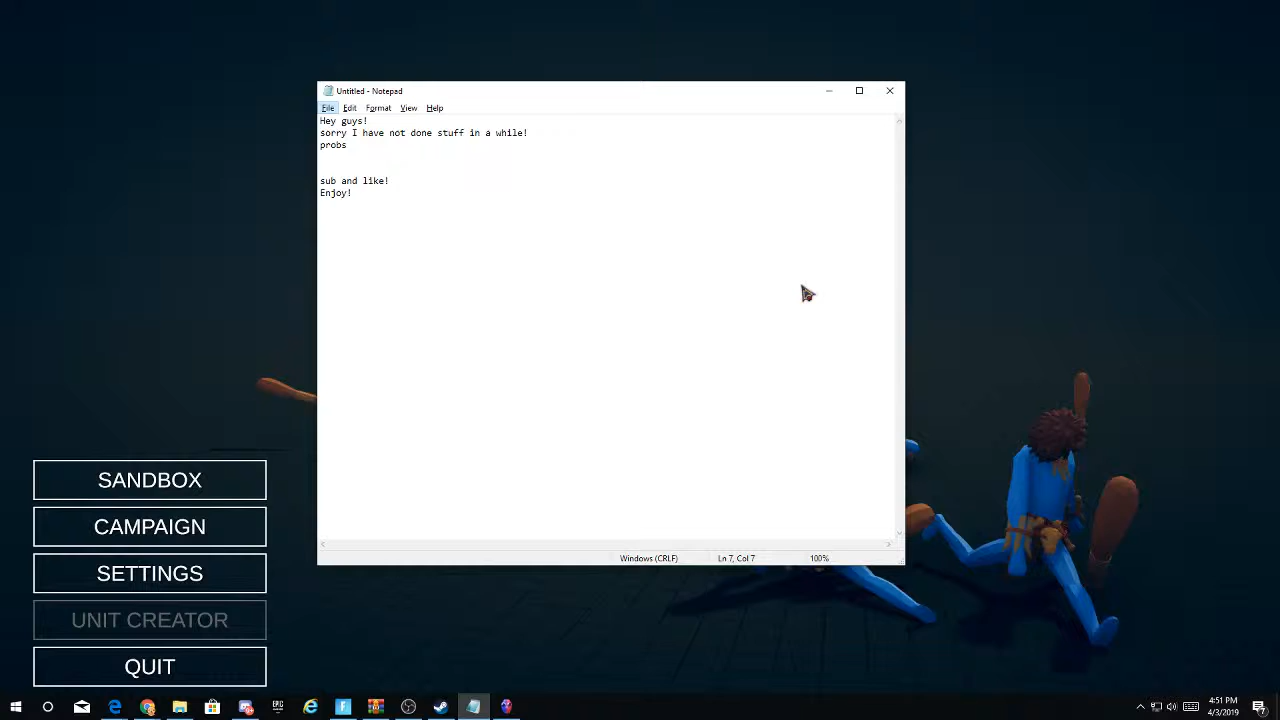 Untitled - Notepad
File Edit Format View Help
Hey guys!
sorry I have not done stuff in a while!
probs
sub and like!
Enjoy!
Windows (CRLF) Ln 7, Col 7 100%
SANDBOX
CAMPAIGN
SETTINGS
UNIT CREATOR
QUIT
EPIC
4:51 PM
4/3/2019